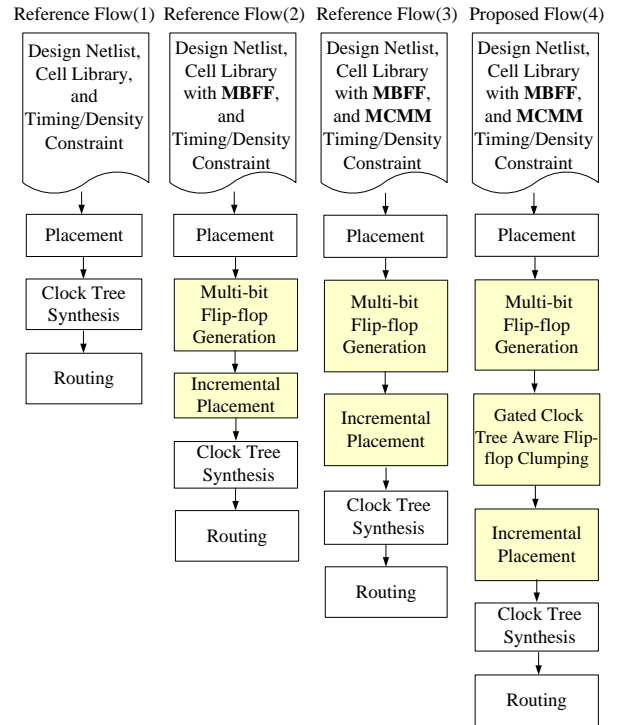 Reference Flow(1)
Design Netlist,
Cell Library,
and
Timing/Density
Constraint
Placement
Clock Tree
Synthesis
Routing
Reference Flow(2)
Design Netlist,
Cell Library
with MBFF,
and
Timing/Density
Constraint
Placement
Multi-bit
Flip-flop
Generation
Incremental
Placement
Clock Tree
Synthesis
Routing
Reference Flow(3)
Design Netlist,
Cell Library
with MBFF,
and MCMM
Timing/Density
Constraint
Placement
Multi-bit
Flip-flop
Generation
Incremental
Placement
Clock Tree
Synthesis
Routing
Proposed Flow(4)
Design Netlist,
Cell Library
with MBFF,
and MCMM
Timing/Density
Constraint
Placement
Multi-bit
Flip-flop
Generation
Gated Clock
Tree Aware Flip-
flop Clumping
Incremental
Placement
Clock Tree
Synthesis
Routing